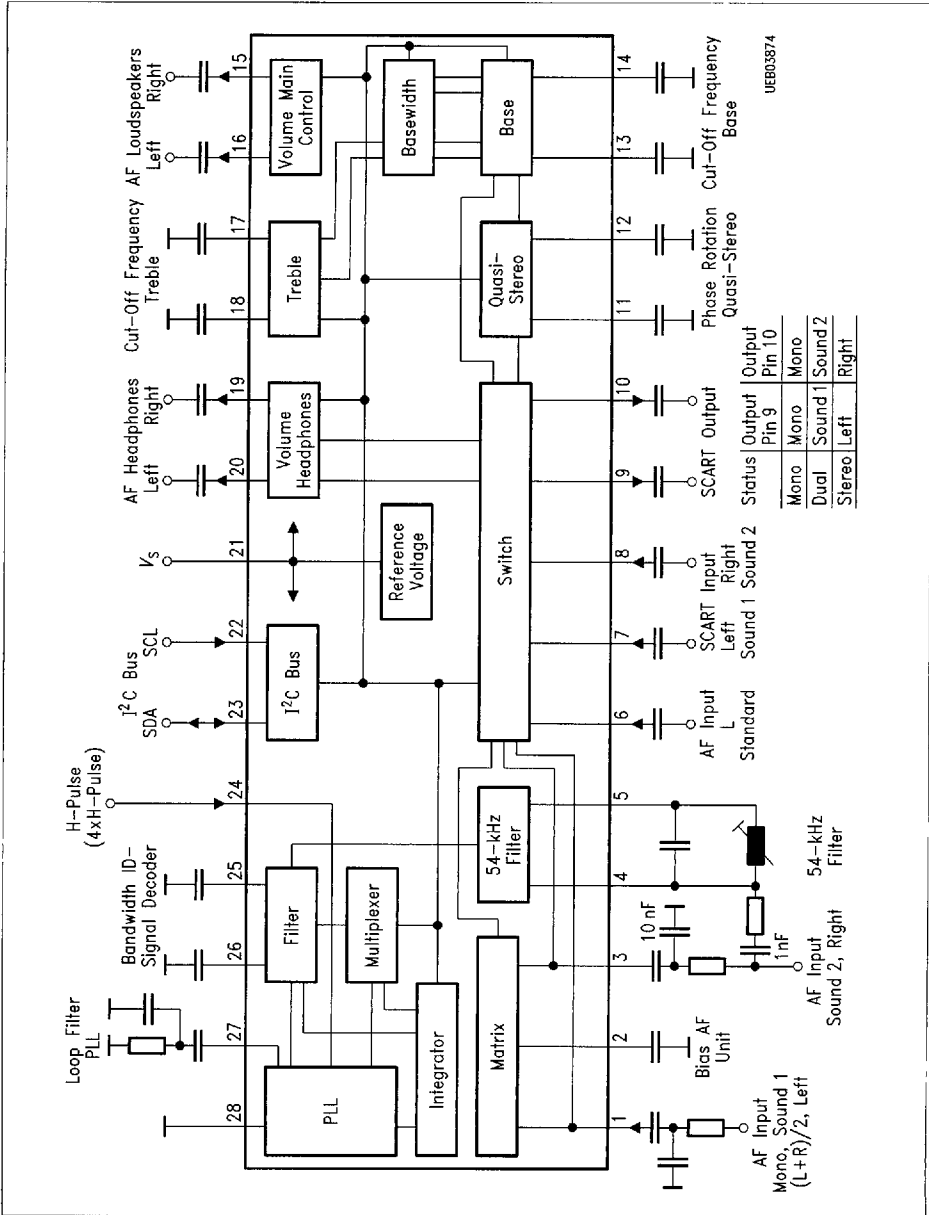 H-Pulse
(4xH-Pulse)
Loop Filter
PLL
Bandwidth ID-
Signal Decoder
I²C Bus
SDA
SCL
VS
AF Headphones
Left
Right
Cut-Off Frequency
Treble
AF Loudspeakers
Left
Right
28
27
26
25
24
23
22
21
20
19
18
17
16
15
PLL
Filter
Multiplexer
Integrator
I²C Bus
Reference
Voltage
Volume
Headphones
Treble
Volume Main
Control
Matrix
54-kHz
Filter
Switch
Quasi-
Stereo
Basewidth
Base
1
2
3
4
5
6
7
8
9
10
11
12
13
14
AF Input
Mono, Sound 1
(L+R)/2, Left
Bias AF
Unit
10 nF
1nF
AF Input
Sound 2, Right
54-kHz
Filter
AF Input
L
Standard
SCART Input
Left Right
Sound 1 Sound 2
SCART Output
Status Output Output
Pin 9 Pin 10
Mono Mono Mono
Dual Sound 1 Sound 2
Stereo Left Right
Phase Rotation
Quasi-Stereo
Cut-Off Frequency
Base
UEB03874